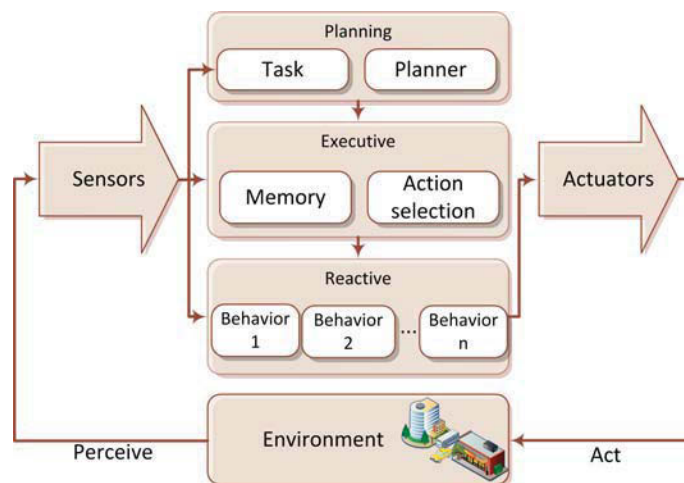 Planning
Task
Planner
Executive
Sensors
Memory
Action
selection
Actuators
Reactive
Behavior
1
Behavior
2
...
Behavior
n
Environment
Perceive
Act